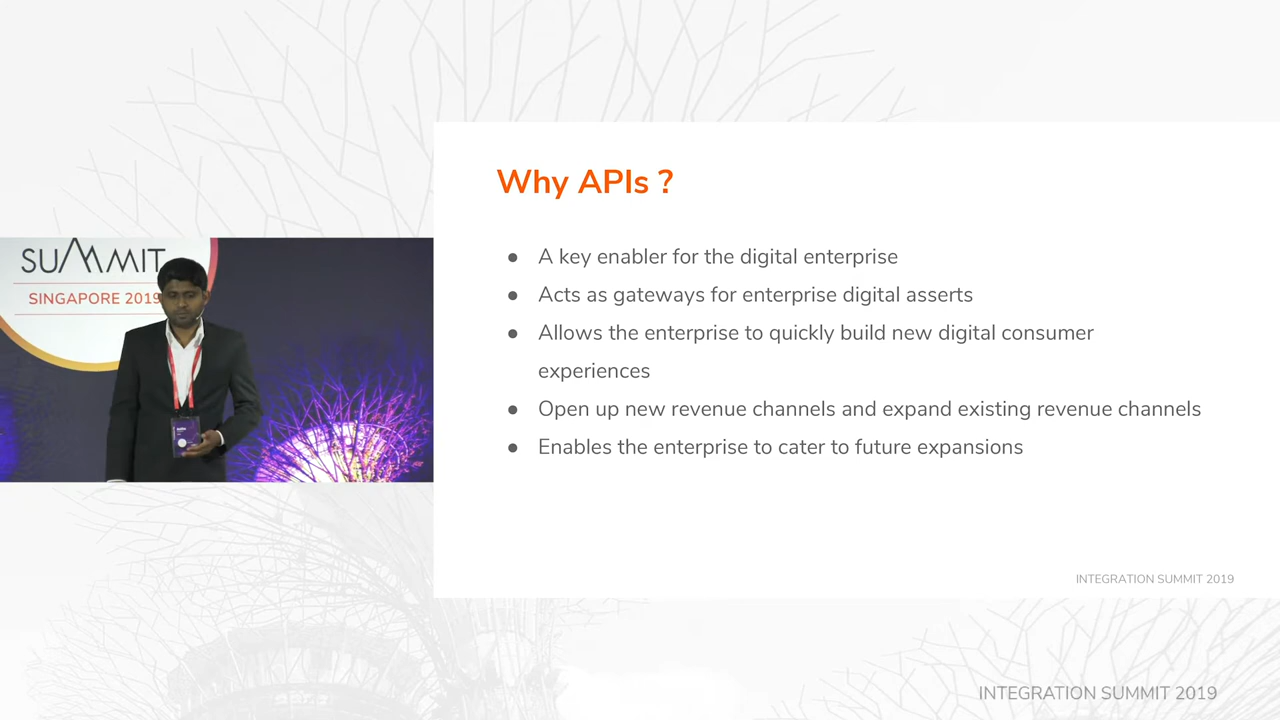 SUMMIT
SINGAPORE 2019
Why APIs ?
● A key enabler for the digital enterprise
● Acts as gateways for enterprise digital asserts
● Allows the enterprise to quickly build new digital consumer
experiences
● Open up new revenue channels and expand existing revenue channels
● Enables the enterprise to cater to future expansions
INTEGRATION SUMMIT 2019
INTEGRATION SUMMIT 2019